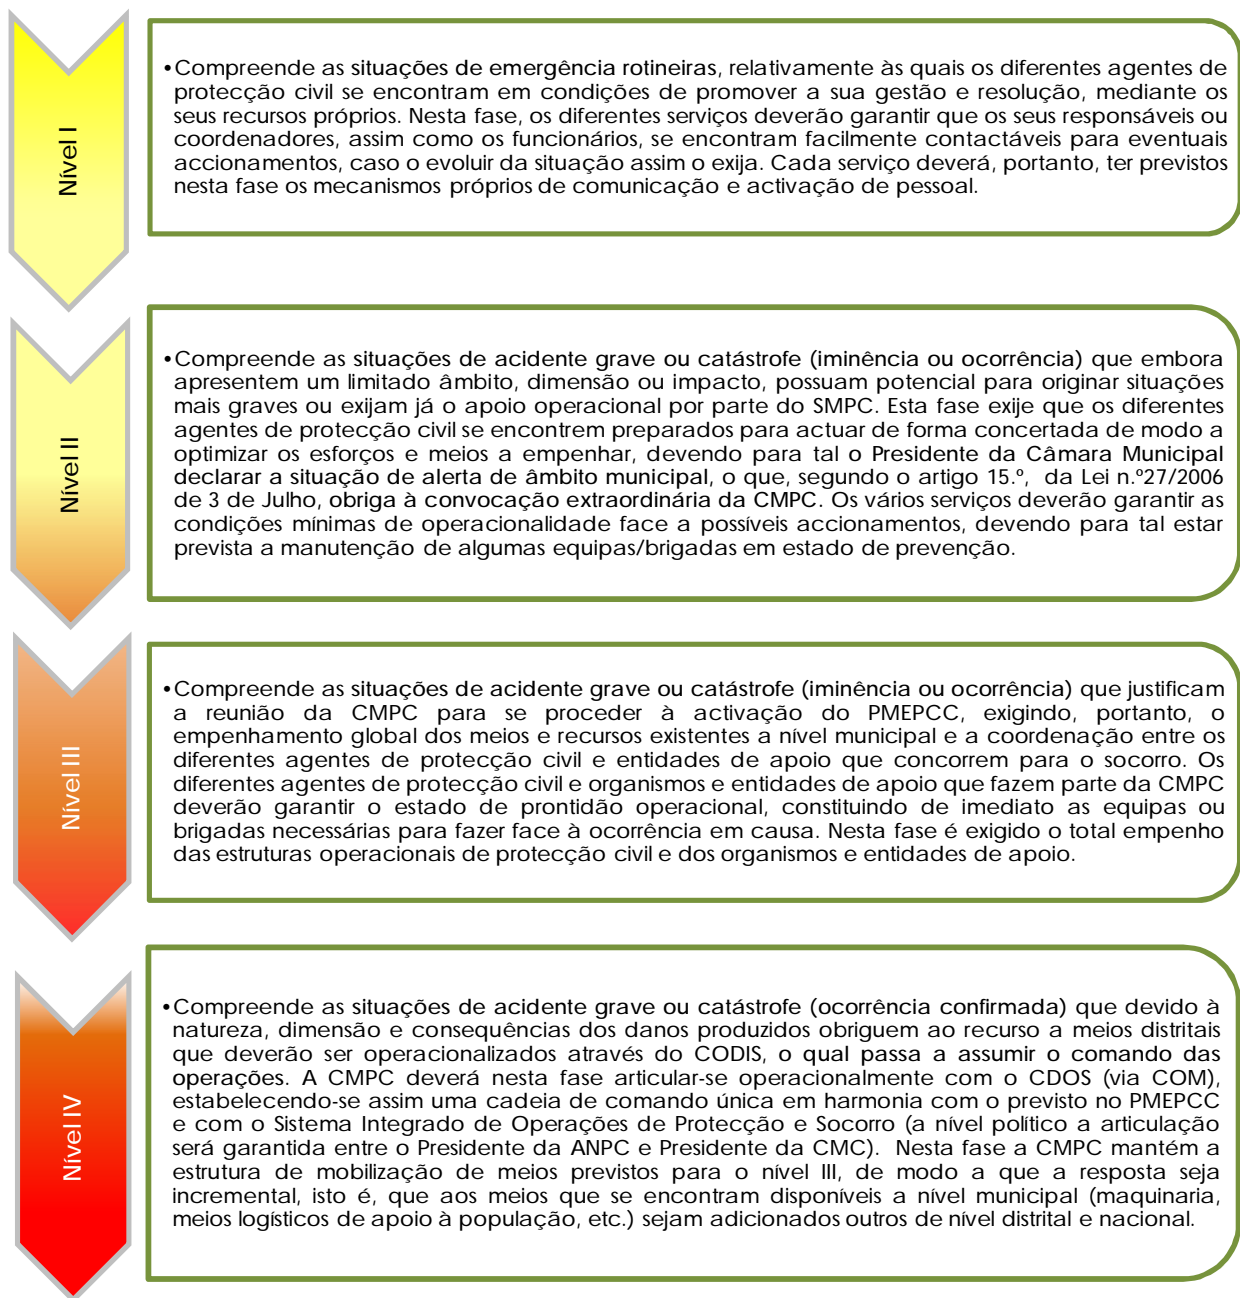 Nível I
•Compreende as situações de emergência rotineiras, relativamente às quais os diferentes agentes de
protecção civil se encontram em condições de promover a sua gestão e resolução, mediante os
seus recursos próprios. Nesta fase, os diferentes serviços deverão garantir que os seus responsáveis ou
coordenadores, assim como os funcionários, se encontram facilmente contactáveis para eventuais
accionamentos, caso o evoluir da situação assim o exija. Cada serviço deverá, portanto, ter previstos
nesta fase os mecanismos próprios de comunicação e activação de pessoal.
Nível II
•Compreende as situações de acidente grave ou catástrofe (iminência ou ocorrência) que embora
apresentem um limitado âmbito, dimensão ou impacto, possuam potencial para originar situações
mais graves ou exijam já o apoio operacional por parte do SMPC. Esta fase exije que os diferentes
agentes de protecção civil se encontrem preparados para actuar de forma concertada de modo a
optimizar os esforços e meios a empenhar, devendo para tal o Presidente da Câmara Municipal
declarar a situação de alerta de âmbito municipal, o que, segundo o artigo 15.º, da Lei n.º27/2006
de 3 de Julho, obriga à convocação extraordinária da CMPC. Os vários serviços deverão garantir as
condições mínimas de operacionalidade face a possíveis accionamentos, devendo para tal estar
prevista a manutenção de algumas equipas/brigadas em estado de prevenção.
Nível III
•Compreende as situações de acidente grave ou catástrofe (iminência ou ocorrência) que justificam
a reunião da CMPC para se proceder à activação do PMEPCC, exigindo, portanto, o
empenhamento global dos meios e recursos existentes a nível municipal e a coordenação entre os
diferentes agentes de protecção civil e entidades de apoio que concorrem para o socorro. Os
diferentes agentes de protecção civil e organismos e entidades de apoio que fazem parte da CMPC
deverão garantir o estado de prontidão operacional, constituindo de imediato as equipas ou
brigadas necessárias para fazer face à ocorrência em causa. Nesta fase é exigido o total empenho
das estruturas operacionais de protecção civil e dos organismos e entidades de apoio.
Nível IV
•Compreende as situações de acidente grave ou catástrofe (ocorrência confirmada) que devido à
natureza, dimensão e consequências dos danos produzidos obriguem ao recurso a meios distritais
que deverão ser operacionalizados através do CODIS, o qual passa a assumir o comando das
operações. A CMPC deverá nesta fase articular-se operacionalmente com o CDOS (via COM),
estabelecendo-se assim uma cadeia de comando única em harmonia com o previsto no PMEPCC
e com o Sistema Integrado de Operações de Protecção e Socorro (a nível político a articulação
será garantida entre o Presidente da ANPC e Presidente da CMC). Nesta fase a CMPC mantém a
estrutura de mobilização de meios previstos para o nível III, de modo a que a resposta seja
incremental, isto é, que aos meios que se encontram disponíveis a nível municipal (maquinaria,
meios logísticos de apoio à população, etc.) sejam adicionados outros de nível distrital e nacional.